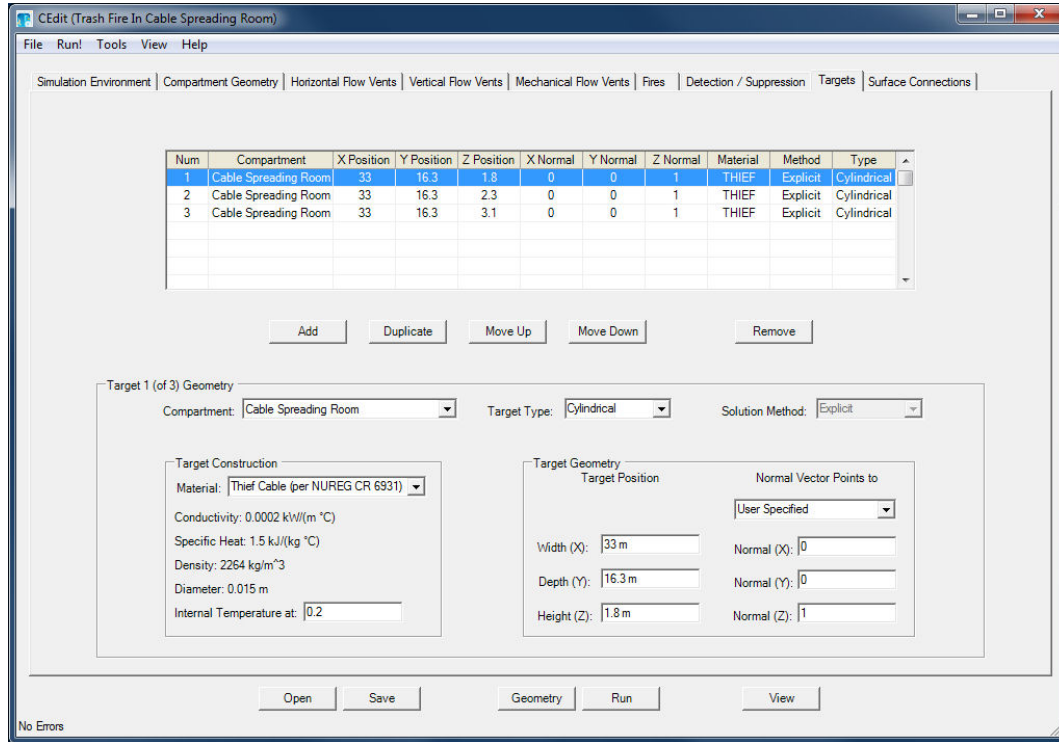 CEdit (Trash Fire In Cable Spreading Room)
File Run! Tools View Help
Simulation Environment Compartment Geometry Horizontal Flow Vents Vertical Flow Vents Mechanical Flow Vents Fires Detection / Suppression Targets Surface Connections
Num Compartment X Position Y Position Z Position X Normal Y Normal Z Normal Material Method Type
1 Cable Spreading Room 33 16.3 1.8 0 0 1 THIEF Explicit Cylindrical
2 Cable Spreading Room 33 16.3 2.3 0 0 1 THIEF Explicit Cylindrical
3 Cable Spreading Room 33 16.3 3.1 0 0 1 THIEF Explicit Cylindrical
Add Duplicate Move Up Move Down Remove
Target 1 (of 3) Geometry
Compartment: Cable Spreading Room Target Type: Cylindrical Solution Method: Explicit
Target Construction
Material: Thief Cable (per NUREG CR 6931)
Conductivity: 0.0002 kW/(m °C)
Specific Heat: 1.5 kJ/(kg °C)
Density: 2264 kg/m^3
Diameter: 0.015 m
Internal Temperature at: 0.2
Target Geometry
Target Position Normal Vector Points to
User Specified
Width (X): 33 m Normal (X): 0
Depth (Y): 16.3 m Normal (Y): 0
Height (Z): 1.8 m Normal (Z): 1
Open Save Geometry Run View
No Errors